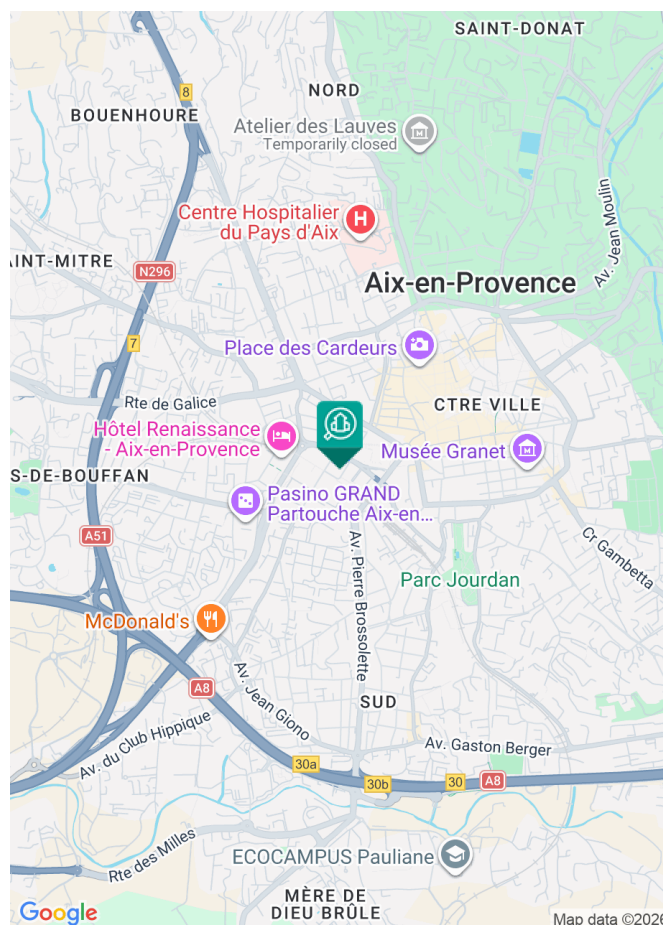 SAINT-DONAT
8
NORD
BOUENHOURE
Atelier des Lauves
Temporarily closed
Av. Jean Moulin
Centre Hospitalier
du Pays d'Aix
H
AINT-MITRE
N296
Aix-en-Provence
7
Place des Cardeurs
Rte de Galice
CTRE VILLE
Hôtel Renaissance
- Aix-en-Provence
Musée Granet
S-DE-BOUFFAN
Pasino GRAND
Partouche Aix-en...
A51
Av. Pierre Brossolette
Cr Gambetta
Parc Jourdan
McDonald's
A8
Av. Jean Giono
SUD
Av. du Club Hippique
Av. Gaston Berger
30a
30b
30
A8
Rte des Milles
ECOCAMPUS Pauliane
MÈRE DE
DIEU BRÛLE
Google
Map data ©2026